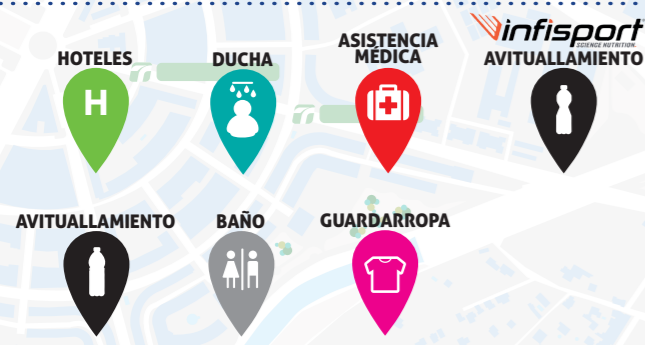 infisport
SCIENCE NUTRITION
HOTELES
DUCHA
ASISTENCIA
MÉDICA
AVITUALLAMIENTO
H
AVITUALLAMIENTO
BAÑO
GUARDARROPA